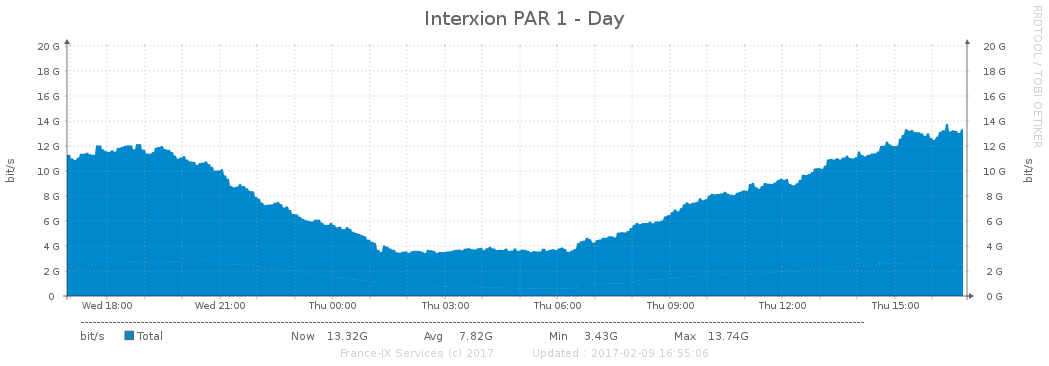 Interxion PAR 1 - Day
RRDTOOL / TOBI OETIKER
bit/s
bit/s
20 G 20 G
18 G 18 G
16 G 16 G
14 G 14 G
12 G 12 G
10 G 10 G
8 G 8 G
6 G 6 G
4 G 4 G
2 G 2 G
0 0 G
Wed 18:00 Wed 21:00 Thu 00:00 Thu 03:00 Thu 06:00 Thu 09:00 Thu 12:00 Thu 15:00
bit/s Total Now 13.32G Avg 7.82G Min 3.43G Max 13.74G
France-IX Services (c) 2017 Updated : 2017-02-09 16:55:06